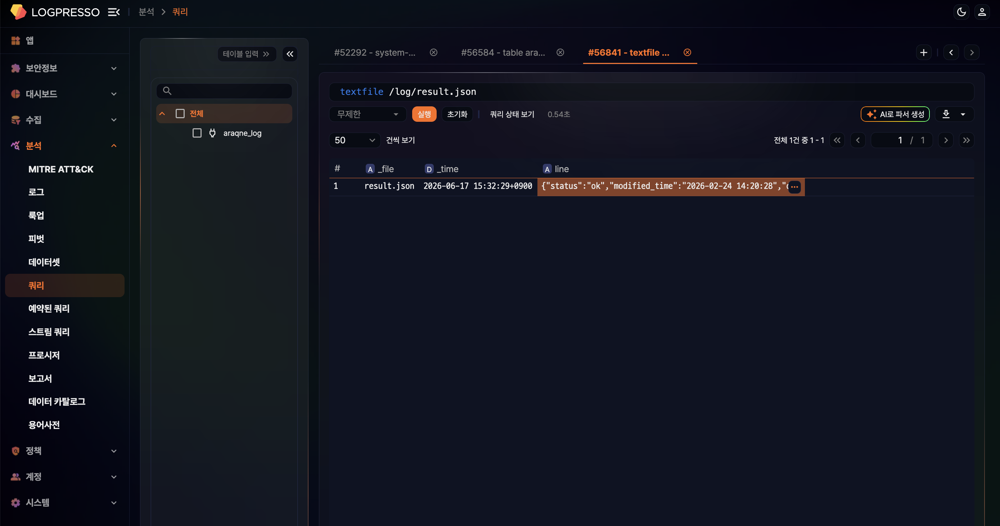 LOGPRESSO
분석 > 쿼리
앱
보안정보
대시보드
수집
분석
MITRE ATT&CK
로그
룩업
피벗
데이터셋
쿼리
예약된 쿼리
스트림 쿼리
프로시저
보고서
데이터 카탈로그
용어사전
정책
계정
시스템
테이블 입력
전체
araqne_log
#52292 - system-...
#56584 - table ara...
#56841 - textfile ...
textfile /log/result.json
무제한
실행
초기화
쿼리 상태 보기
0.54초
AI로 파서 생성
50
건씩 보기
전체 1건 중 1 - 1
1 / 1
# A _file D _time A line
1 result.json 2026-06-17 15:32:29+0900 {"status":"ok","modified_time":"2026-02-24 14:20:28","